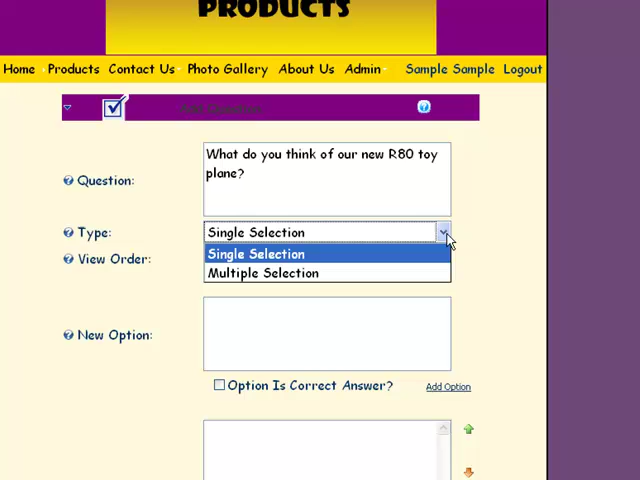 PRODUCTS
Home Products Contact Us Photo Gallery About Us Admin Sample Sample Logout
Add Question
Question:
What do you think of our new R80 toy
plane?
Type:
Single Selection
Single Selection
View Order:
Multiple Selection
New Option:
Option Is Correct Answer?
Add Option